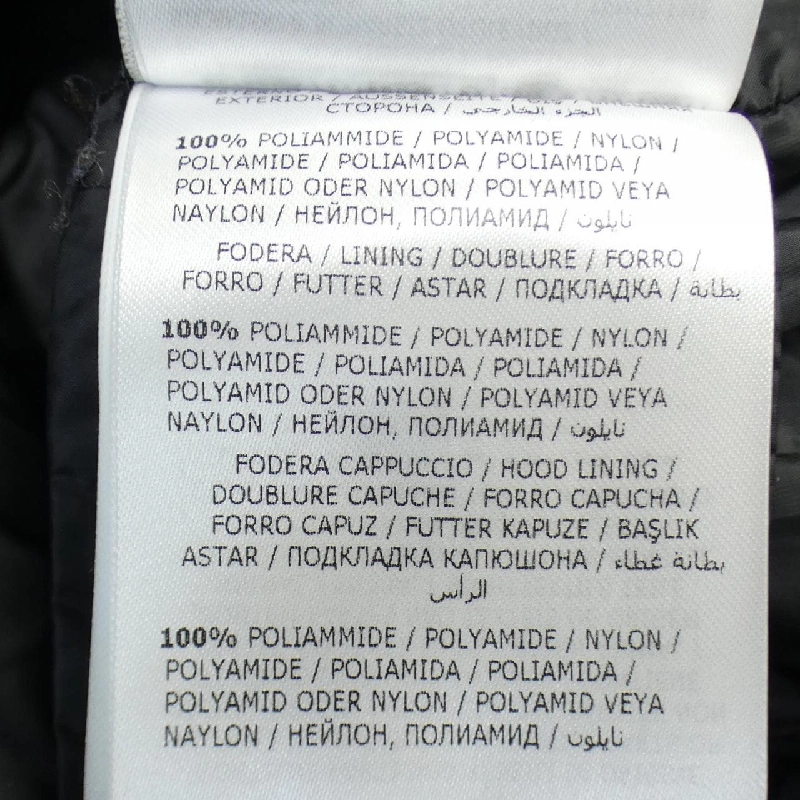 EXTERIOR / AUSSENSEITE /
СТОРОНА / الجزء الخارجي
100% POLIAMMIDE / POLYAMIDE / NYLON /
POLYAMIDE / POLIAMIDA / POLIAMIDA /
POLYAMID ODER NYLON / POLYAMID VEYA
NAYLON / НЕЙЛОН, ПОЛИАМИД / نايلون
FODERA / LINING / DOUBLURE / FORRO /
FORRO / FUTTER / ASTAR / ПОДКЛАДКА / بطانة
100% POLIAMMIDE / POLYAMIDE / NYLON /
POLYAMIDE / POLIAMIDA / POLIAMIDA /
POLYAMID ODER NYLON / POLYAMID VEYA
NAYLON / НЕЙЛОН, ПОЛИАМИД / نايلون
FODERA CAPPUCCIO / HOOD LINING /
DOUBLURE CAPUCHE / FORRO CAPUCHA /
FORRO CAPUZ / FUTTER KAPUZE / BAŞLIK
ASTAR / ПОДКЛАДКА КАПЮШОНА / بطانة غطاء
الرأس
100% POLIAMMIDE / POLYAMIDE / NYLON /
POLYAMIDE / POLIAMIDA / POLIAMIDA /
POLYAMID ODER NYLON / POLYAMID VEYA
NAYLON / НЕЙЛОН, ПОЛИАМИД / نايلون